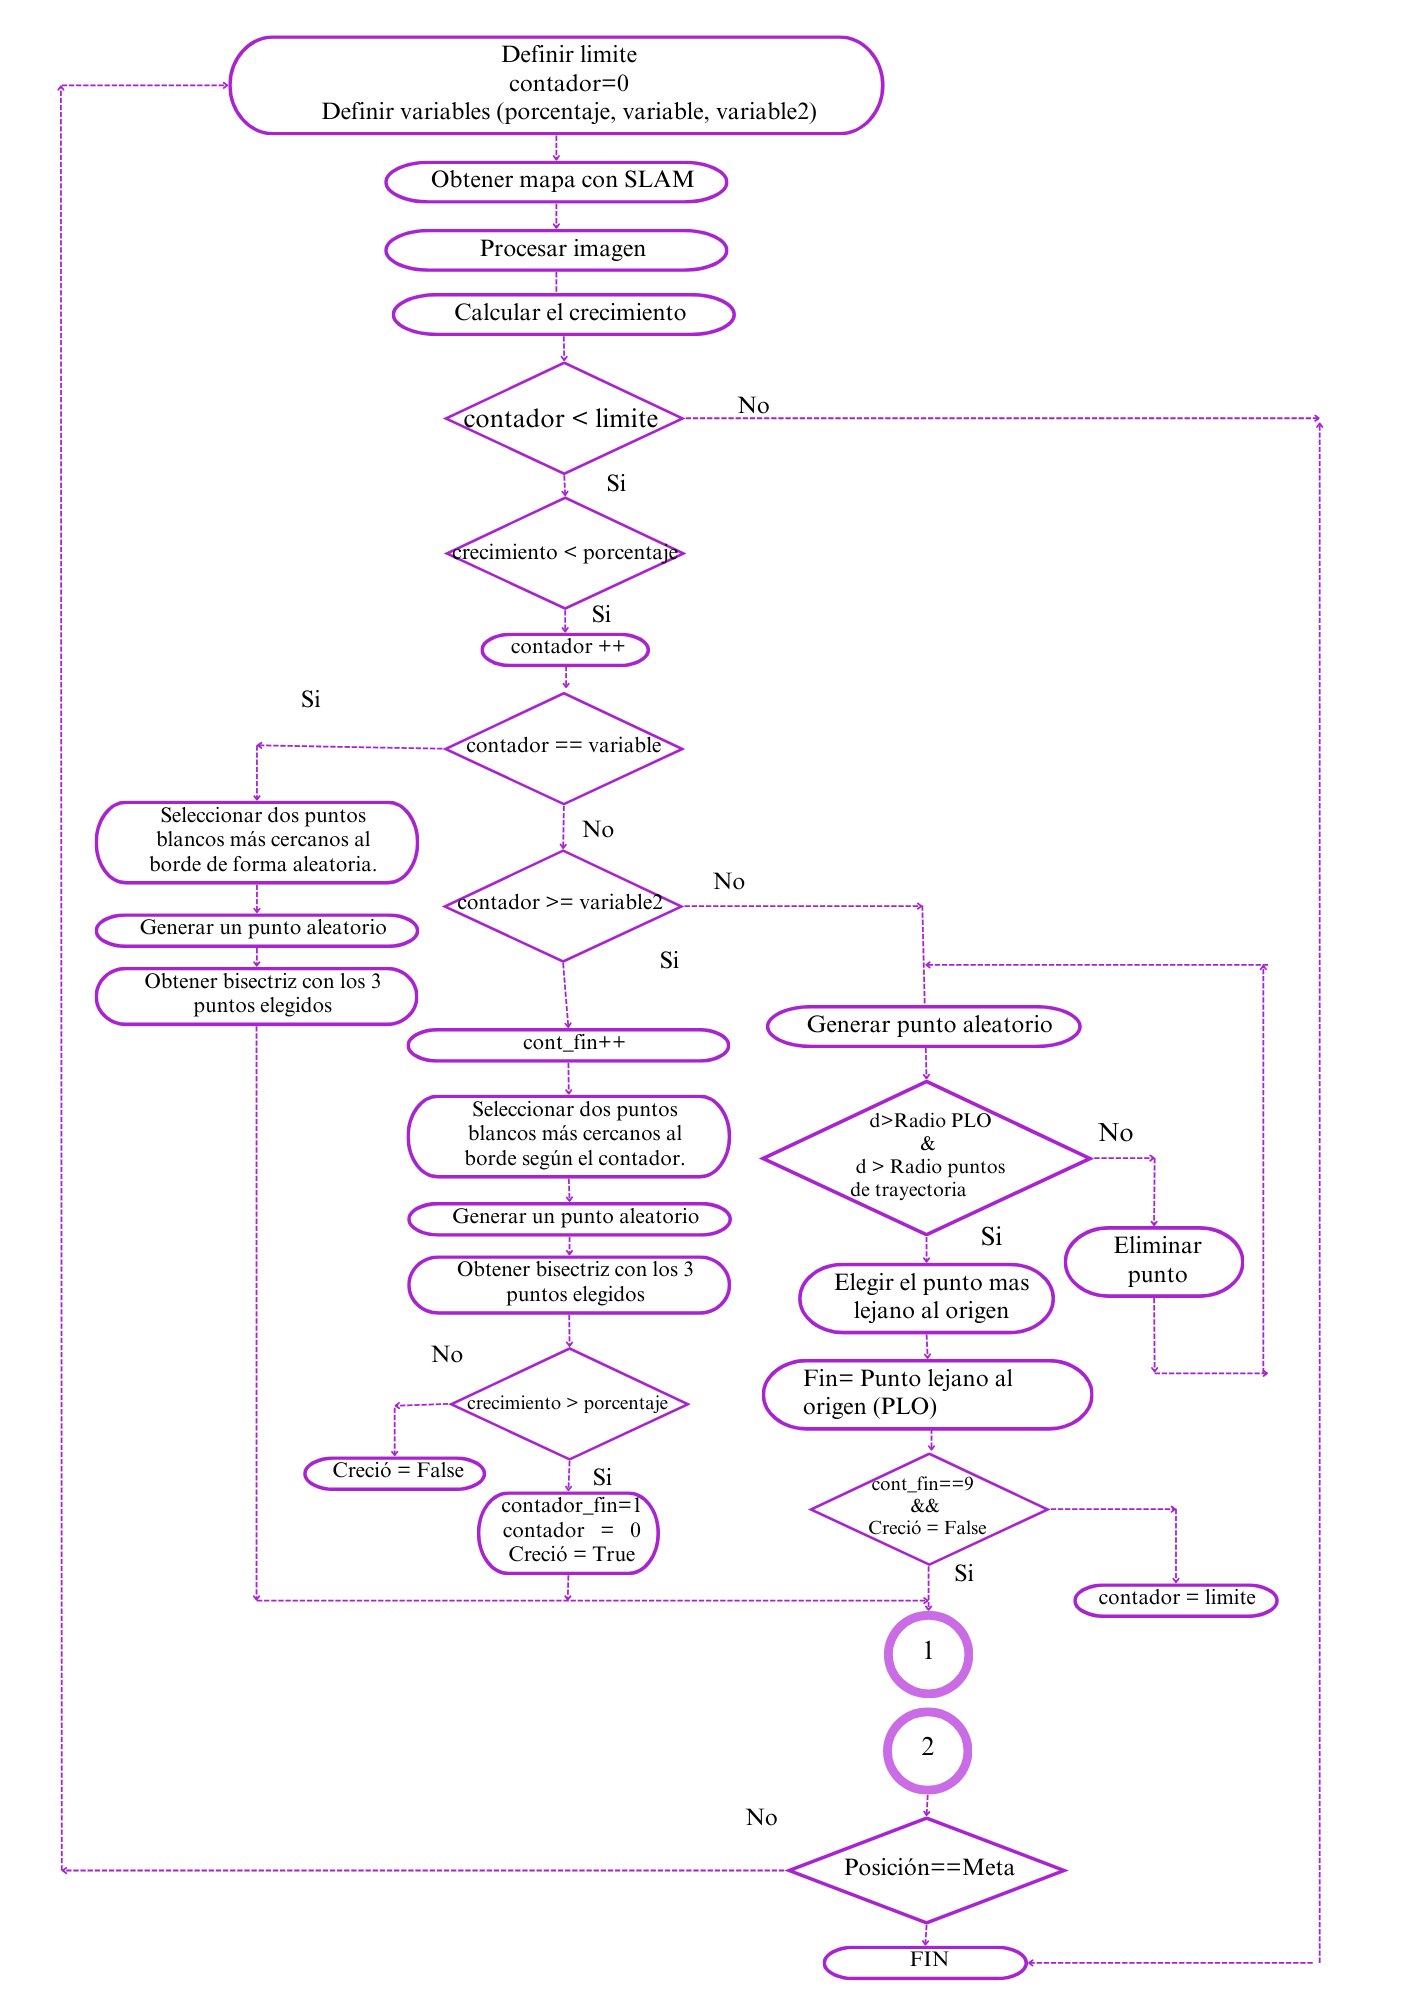 Definir limite
contador=0
Definir variables (porcentaje, variable, variable2)
Obtener mapa con SLAM
Procesar imagen
Calcular el crecimiento
contador < limite
No
Si
crecimiento < porcentaje
Si
contador ++
Si
contador == variable
Seleccionar dos puntos
blancos más cercanos al
borde de forma aleatoria.
Generar un punto aleatorio
Obtener bisectriz con los 3
puntos elegidos
No
contador >= variable2
No
Si
cont_fin++
Seleccionar dos puntos
blancos más cercanos al
borde según el contador.
Generar un punto aleatorio
Obtener bisectriz con los 3
puntos elegidos
No
crecimiento > porcentaje
Creció = False
Si
contador_fin=1
contador = 0
Creció = True
Generar punto aleatorio
d>Radio PLO
&
d > Radio puntos
de trayectoria
No
Eliminar
punto
Si
Elegir el punto mas
lejano al origen
Fin= Punto lejano al
origen (PLO)
cont_fin==9
&&
Creció = False
Si
contador = limite
1
2
No
Posición==Meta
FIN